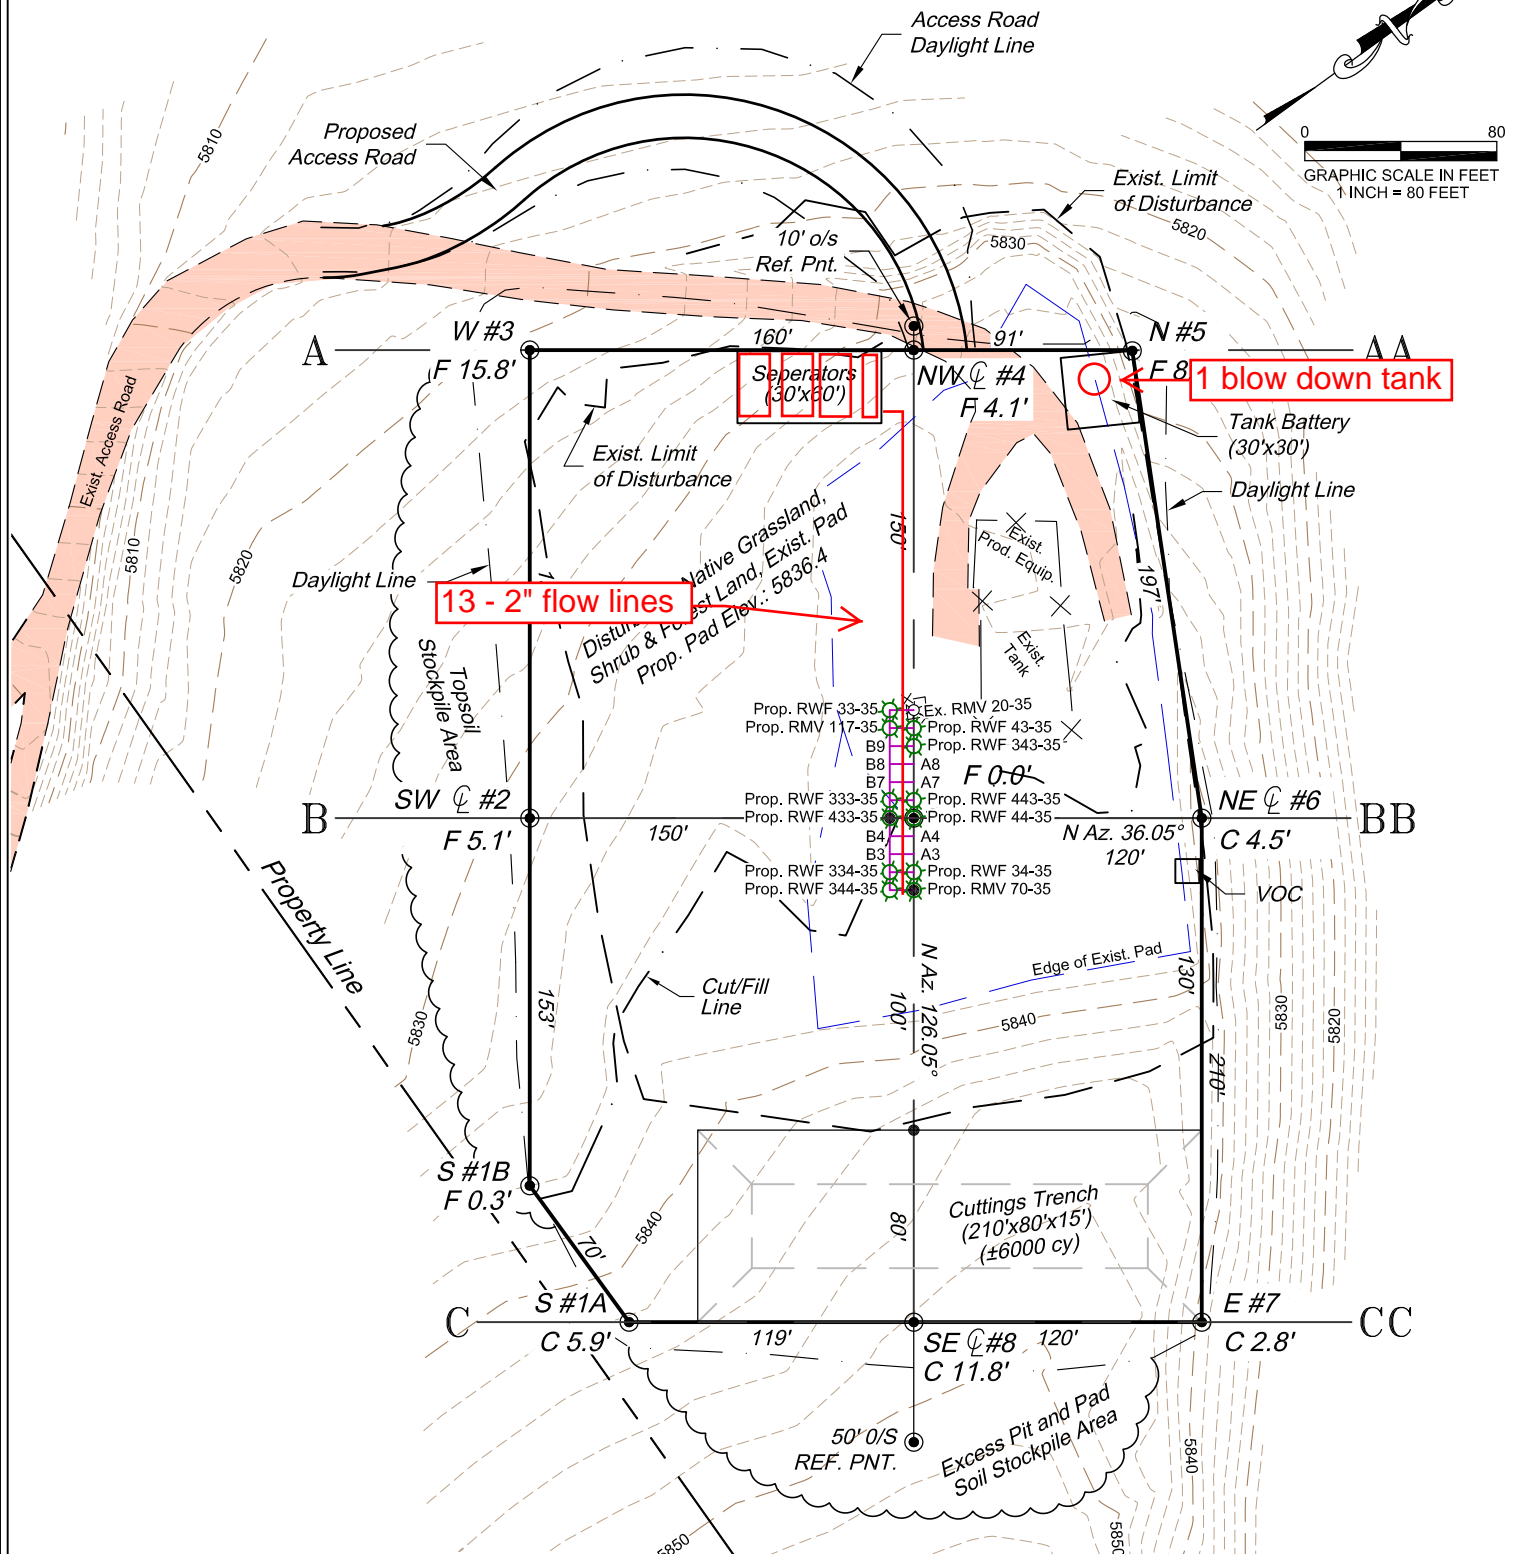 Access Road
Daylight Line
0
80
GRAPHIC SCALE IN FEET
1 INCH = 80 FEET
5810
Proposed
Access Road
Exist. Limit
of Disturbance
5820
5830
10' o/s
Ref. Pnt.
W #3
160'
91'
N #5
A
AA
F 15.8'
Seperators
(30'x60')
NW ℄ #4
F 4.1'
F 8
1 blow down tank
Tank Battery
(30'x30')
Exist. Access Road
Exist. Limit
of Disturbance
Daylight Line
150'
Exist.
Prod. Equip.
5810
5820
Daylight Line
197'
13 - 2" flow lines
Native Grassland,
Shrub & Forest Land, Exist. Pad
Prop. Pad Elev.: 5836.4
Exist.
Tank
Topsoil
Stockpile Area
Prop. RWF 33-35
Ex. RMV 20-35
Prop. RMV 117-35
Prop. RWF 43-35
B9
Prop. RWF 343-35
B8
A8
B7
A7
F 0.0'
Prop. RWF 333-35
Prop. RWF 443-35
Prop. RWF 433-35
Prop. RWF 44-35
SW ℄ #2
NE ℄ #6
B
BB
F 5.1'
150'
B4
A4
N Az. 36.05°
120'
C 4.5'
B3
A3
Prop. RWF 334-35
Prop. RWF 34-35
Prop. RWF 344-35
Prop. RMV 70-35
VOC
Property Line
Edge of Exist. Pad
130'
N Az. 126.05°
100'
Cut/Fill
Line
153'
5830
5840
5830
5820
210'
S #1B
F 0.3'
Cuttings Trench
(210'x80'x15')
(±6000 cy)
80'
5840
70'
S #1A
E #7
C
CC
C 5.9'
119'
SE ℄ #8
120'
C 2.8'
C 11.8'
50' O/S
REF. PNT.
Excess Pit and Pad
Soil Stockpile Area
5840
5850
5850